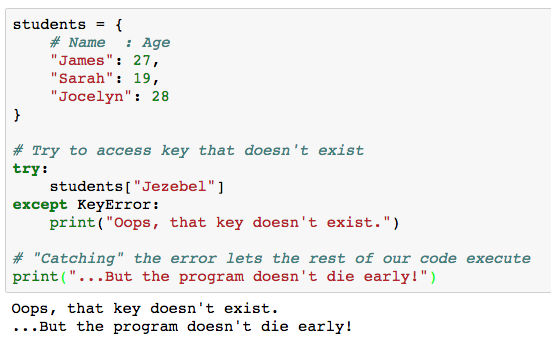 students = {
    # Name  : Age
    "James": 27,
    "Sarah": 19,
    "Jocelyn": 28
}
# Try to access key that doesn't exist
try:
    students["Jezebel"]
except KeyError:
    print("Oops, that key doesn't exist.")
# "Catching" the error lets the rest of our code execute
print("...But the program doesn't die early!")
Oops, that key doesn't exist.
...But the program doesn't die early!